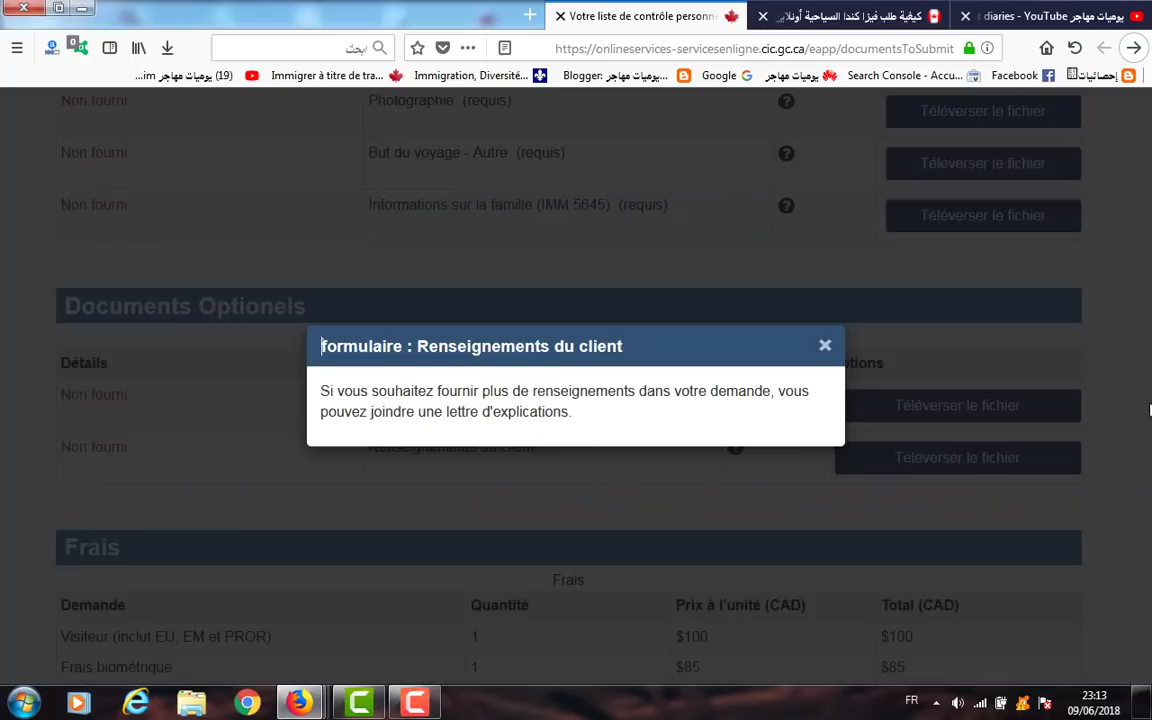 Votre liste de contrôle personn
كيفية طلب فيزا كندا السياحية أونلاين
diaries - YouTube يوميات مهاجر
ابحث
https://onlineservices-servicesenligne.cic.gc.ca/eapp/documentsToSubmit
...im يوميات مهاجر (19)
Immigrer à titre de tra...
Immigration, Diversité...
Blogger: يوميات مهاجر...
Google
يوميات مهاجر
Search Console - Accu...
Facebook
إحصائيات
Non fourni
Photographie (requis)
Téléverser le fichier
Non fourni
But du voyage - Autre (requis)
Téléverser le fichier
Non fourni
Informations sur la famille (IMM 5645) (requis)
Téléverser le fichier
Documents Optionels
formulaire : Renseignements du client
Si vous souhaitez fournir plus de renseignements dans votre demande, vous
pouvez joindre une lettre d'explications.
Détails
Non fourni
Téléverser le fichier
Non fourni
Renseignements du client
Téléverser le fichier
Frais
Frais
Demande Quantité Prix à l'unité (CAD) Total (CAD)
Visiteur (inclut EU, EM et PROR) 1 $100 $100
Frais biométrique 1 $85 $85
FR
23:13
09/06/2018